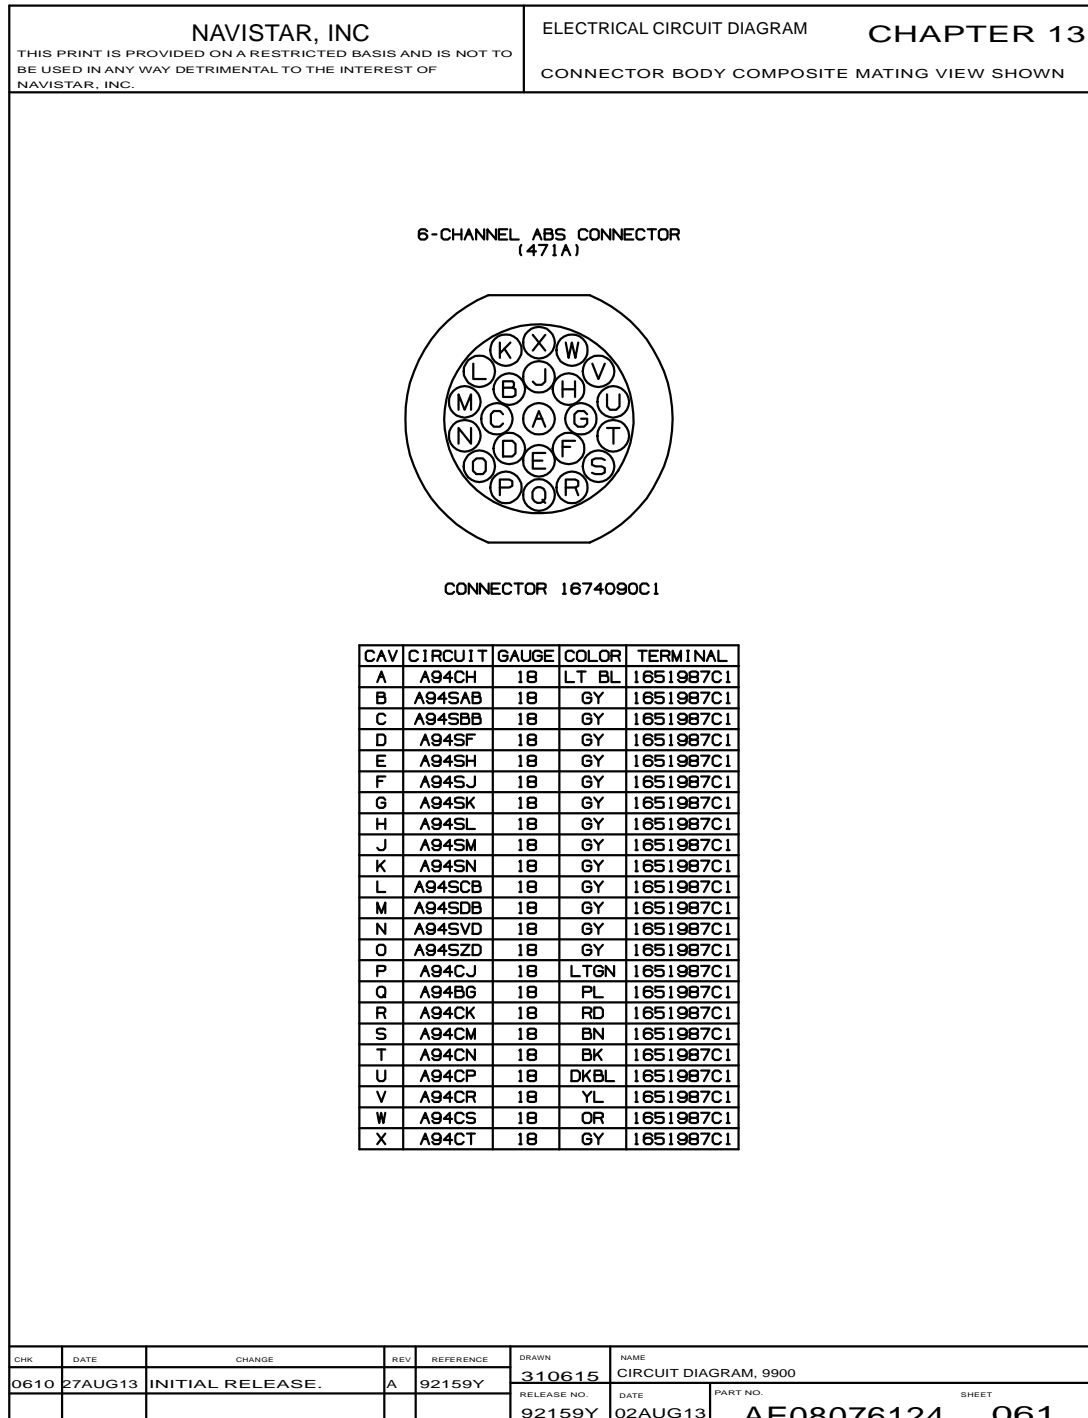 NAVISTAR, INC
THIS PRINT IS PROVIDED ON A RESTRICTED BASIS AND IS NOT TO
BE USED IN ANY WAY DETRIMENTAL TO THE INTEREST OF
NAVISTAR, INC.
ELECTRICAL CIRCUIT DIAGRAM CHAPTER 13
CONNECTOR BODY COMPOSITE MATING VIEW SHOWN
6-CHANNEL ABS CONNECTOR
(471A)
X
K W
L J V
B H
M U
C A G
N T
D F
O E S
P R
Q
CONNECTOR 1674090C1
CAV CIRCUIT GAUGE COLOR TERMINAL
A A94CH 18 LT BL 1651987C1
B A94SAB 18 GY 1651987C1
C A94SBB 18 GY 1651987C1
D A94SF 18 GY 1651987C1
E A94SH 18 GY 1651987C1
F A94SJ 18 GY 1651987C1
G A94SK 18 GY 1651987C1
H A94SL 18 GY 1651987C1
J A94SM 18 GY 1651987C1
K A94SN 18 GY 1651987C1
L A94SCB 18 GY 1651987C1
M A94SDB 18 GY 1651987C1
N A94SVD 18 GY 1651987C1
O A94SZD 18 GY 1651987C1
P A94CJ 18 LTGN 1651987C1
Q A94BG 18 PL 1651987C1
R A94CK 18 RD 1651987C1
S A94CM 18 BN 1651987C1
T A94CN 18 BK 1651987C1
U A94CP 18 DKBL 1651987C1
V A94CR 18 YL 1651987C1
W A94CS 18 OR 1651987C1
X A94CT 18 GY 1651987C1
CHK DATE CHANGE REV REFERENCE
0610 27AUG13 INITIAL RELEASE. A 92159Y
DRAWN NAME
310615 CIRCUIT DIAGRAM, 9900
RELEASE NO. DATE PART NO. SHEET
92159Y 02AUG13 AE08076124 061